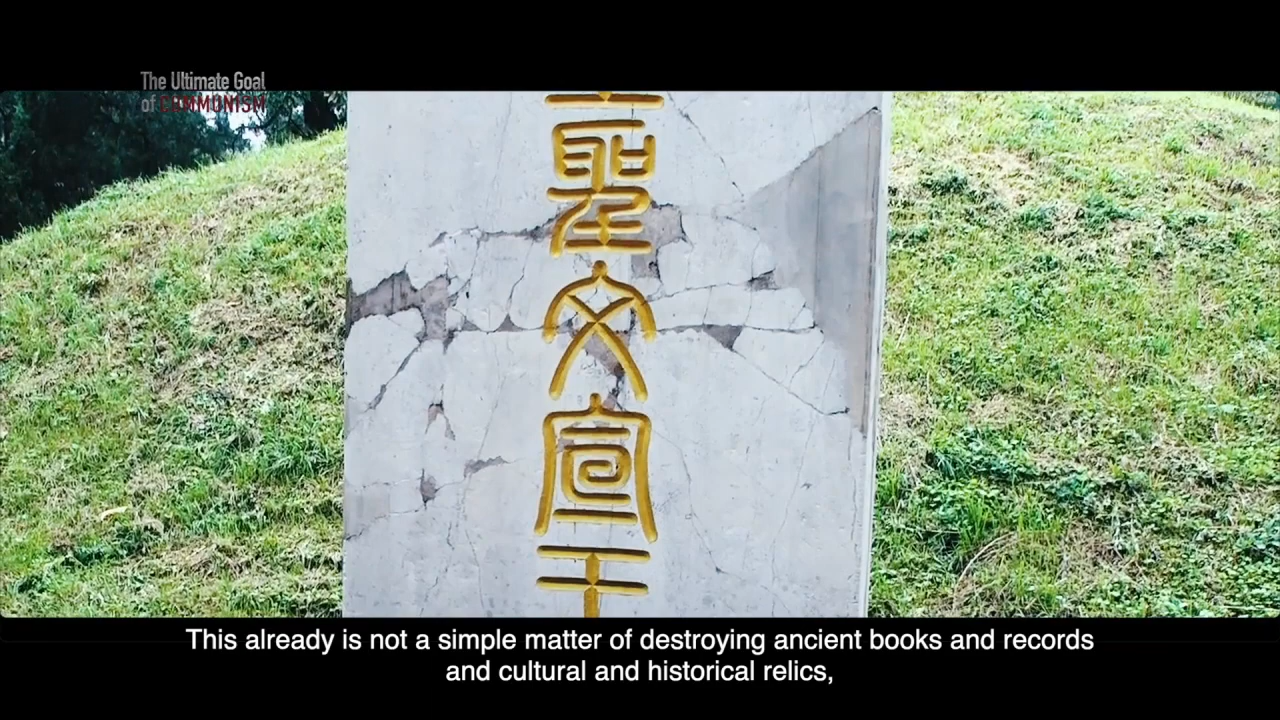 The Ultimate Goal
of COMMUNISM
聖
文
宣
王
This already is not a simple matter of destroying ancient books and records
and cultural and historical relics,